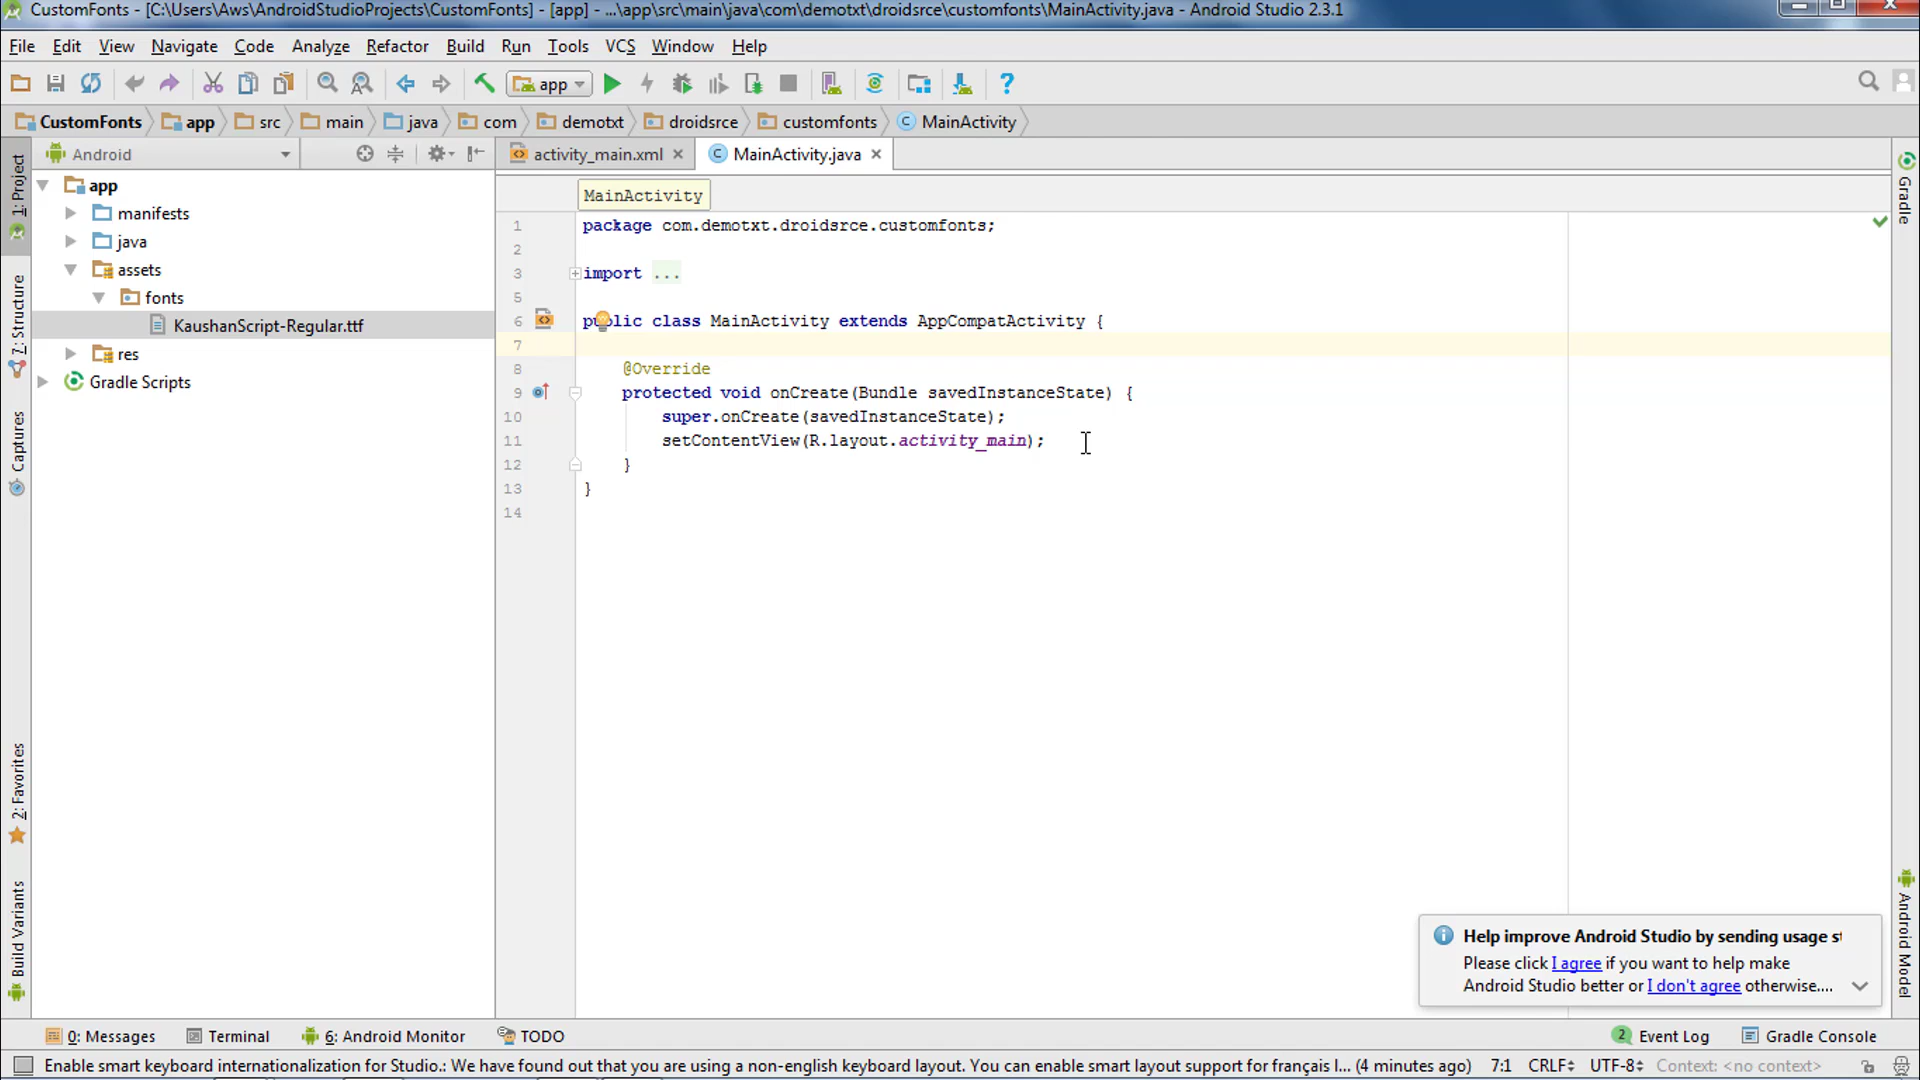 CustomFonts - [C:\Users\Aws\AndroidStudioProjects\CustomFonts] - [app] - ...\app\src\main\java\com\demotxt\droidsrce\customfonts\MainActivity.java - Android Studio 2.3.1
File Edit View Navigate Code Analyze Refactor Build Run Tools VCS Window Help
app
CustomFonts app src main java com demotxt droidsrce customfonts MainActivity
Android
activity_main.xml MainActivity.java
1: Project
7: Structure
Captures
2: Favorites
Build Variants
app
manifests
java
assets
fonts
KaushanScript-Regular.ttf
res
Gradle Scripts
MainActivity
1 package com.demotxt.droidsrce.customfonts;
2
3 import ...
5
6 public class MainActivity extends AppCompatActivity {
7
8 @Override
9 protected void onCreate(Bundle savedInstanceState) {
10 super.onCreate(savedInstanceState);
11 setContentView(R.layout.activity_main);
12 }
13 }
14
Gradle
Android Model
Help improve Android Studio by sending usage st
Please click I agree if you want to help make
Android Studio better or I don't agree otherwise....
0: Messages Terminal 6: Android Monitor TODO 2 Event Log Gradle Console
Enable smart keyboard internationalization for Studio.: We have found out that you are using a non-english keyboard layout. You can enable smart layout support for français l... (4 minutes ago) 7:1 CRLF UTF-8 Context: <no context>